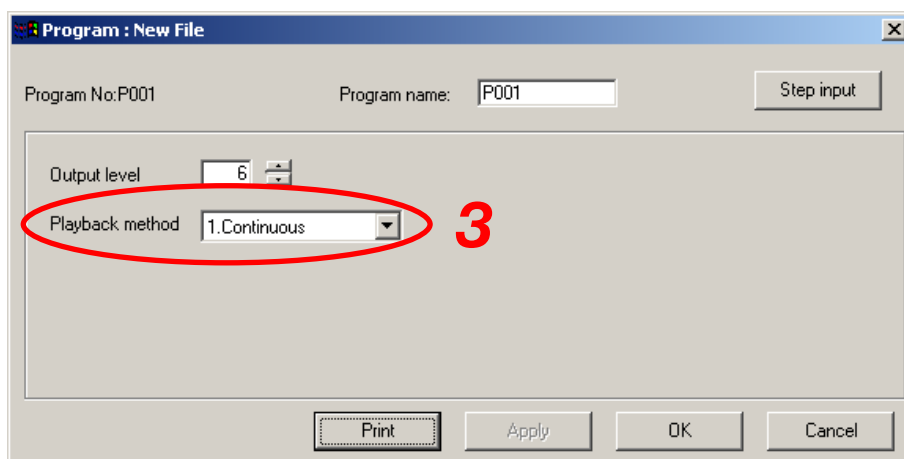 Program : New File
Program No:P001 Program name: P001 Step input
Output level 6
Playback method 1.Continuous 3
Print Apply OK Cancel